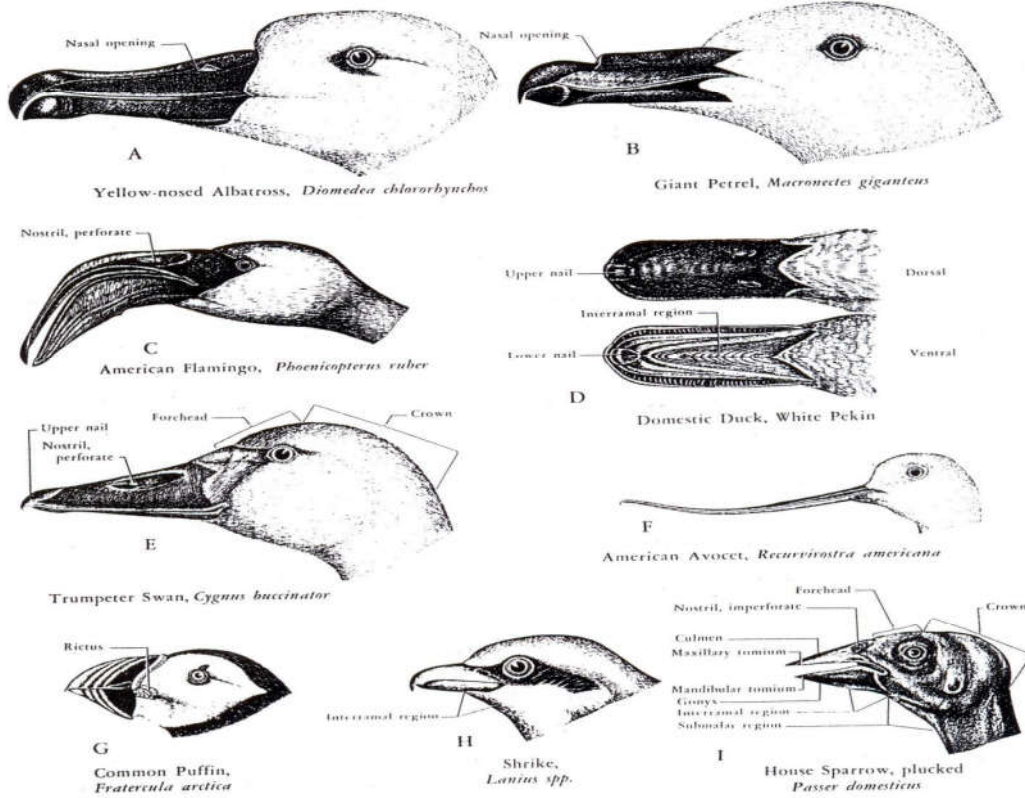 Nasal opening
A
Yellow-nosed Albatross, Diomedea chlororhynchos
Nasal opening
B
Giant Petrel, Macronectes giganteus
Nostril, perforate
C
American Flamingo, Phoenicopterus ruber
Upper nail
Dorsal
Interramal region
Lower nail
Ventral
D
Domestic Duck, White Pekin
Forehead
Crown
Upper nail
Nostril,
perforate
E
Trumpeter Swan, Cygnus buccinator
F
American Avocet, Recurvirostra americana
Rictus
G
Common Puffin,
Fratercula arctica
Interramal region
H
Shrike,
Lanius spp.
Forehead
Nostril, imperforate
Crown
Culmen
Maxillary tomium
Mandibular tomium
Gonyx
Interramal region
Submalar region
I
House Sparrow, plucked
Passer domesticus